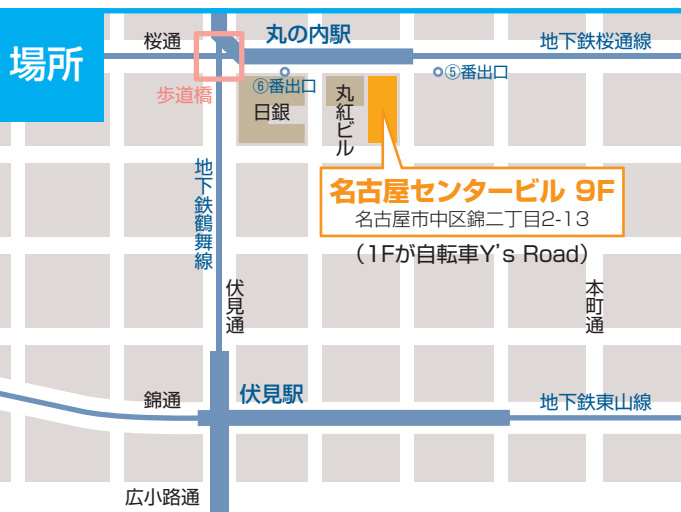 場所
桜通
丸の内駅
地下鉄桜通線
⑥番出口
⑤番出口
歩道橋
日銀
丸紅ビル
地下鉄鶴舞線
名古屋センタービル 9F
名古屋市中区錦二丁目2-13
（1Fが自転車Y's Road）
伏見通
本町通
錦通
伏見駅
地下鉄東山線
広小路通